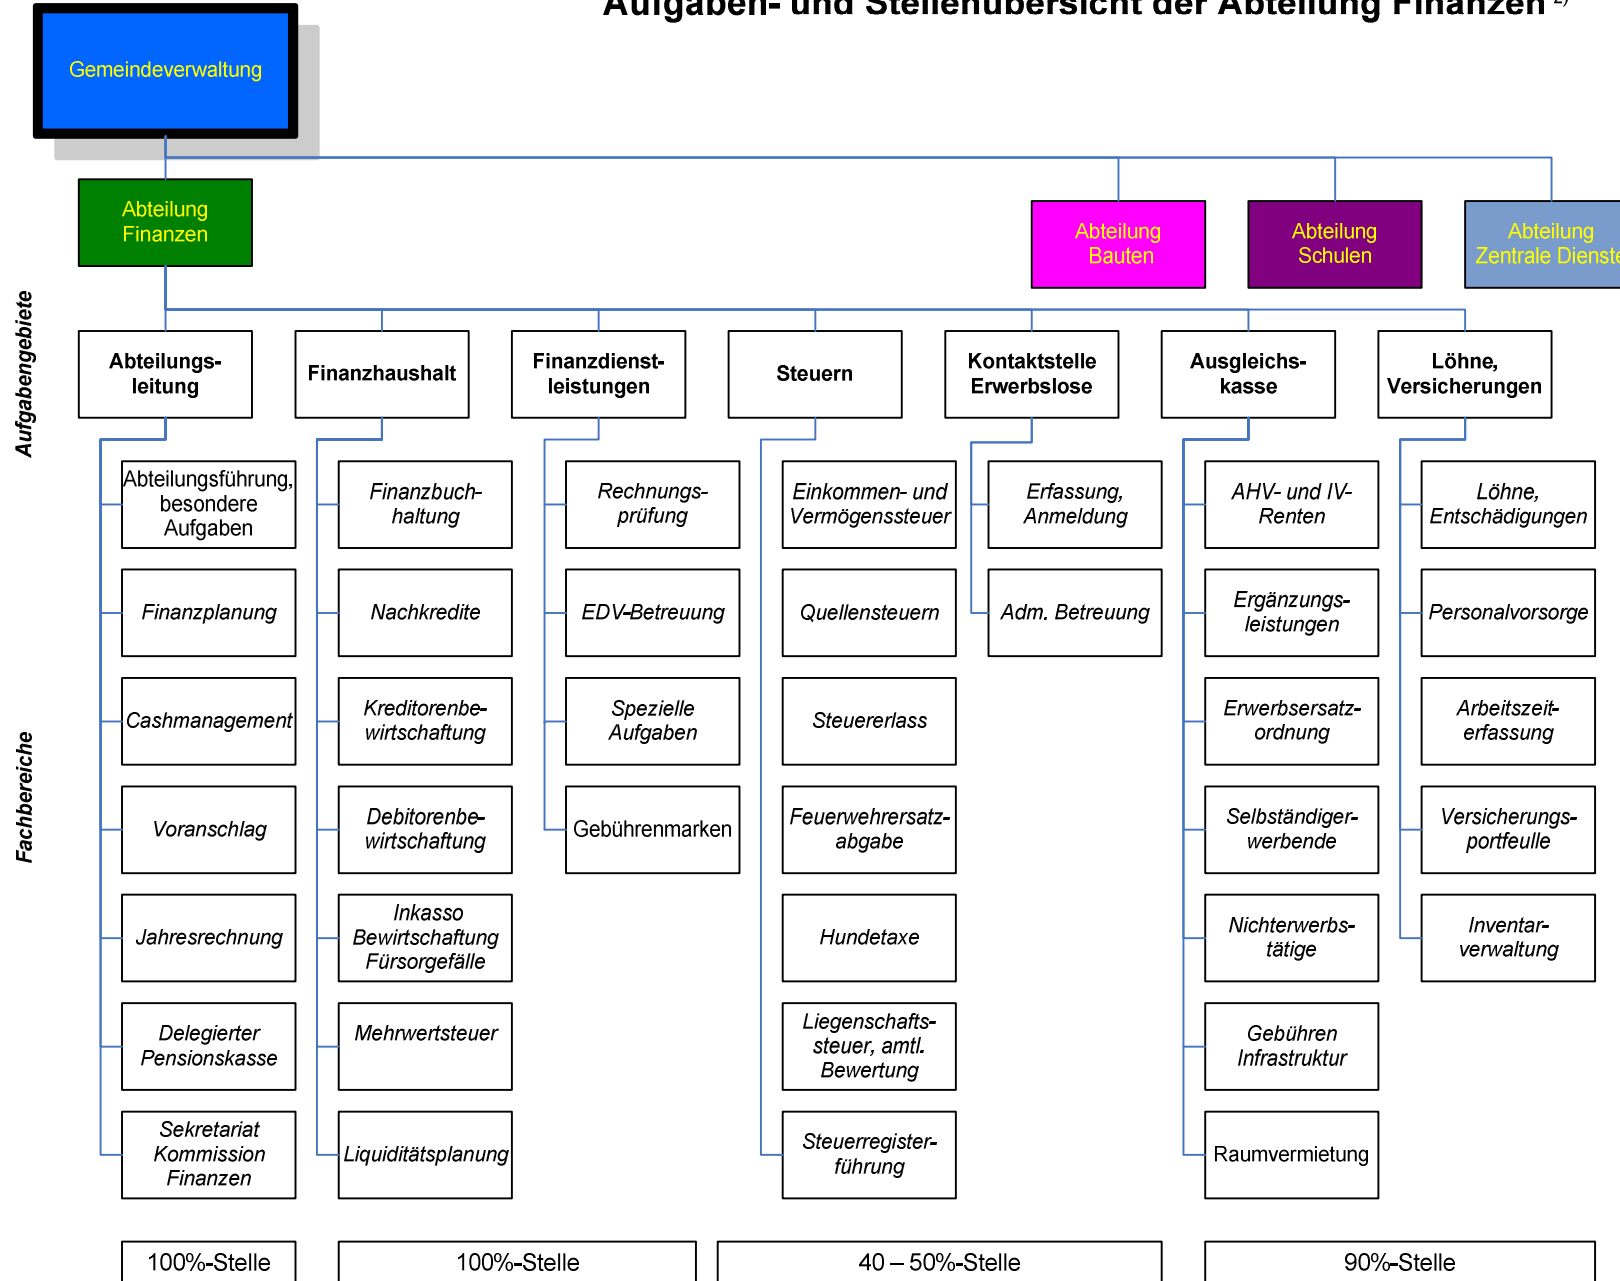 Aufgaben- und Stellenübersicht der Abteilung Finanzen 2)
Gemeindeverwaltung
Abteilung
Finanzen
Abteilung
Bauten
Abteilung
Schulen
Abteilung
Zentrale Dienste
Aufgabengebiete
Abteilungs-
leitung
Finanzhaushalt
Finanzdienst-
leistungen
Steuern
Kontaktstelle
Erwerbslose
Ausgleichs-
kasse
Löhne,
Versicherungen
Fachbereiche
Abteilungsführung,
besondere
Aufgaben
Finanzplanung
Cashmanagement
Voranschlag
Jahresrechnung
Delegierter
Pensionskasse
Sekretariat
Kommission
Finanzen
Finanzbuch-
haltung
Nachkredite
Kreditorenbe-
wirtschaftung
Debitorenbe-
wirtschaftung
Inkasso
Bewirtschaftung
Fürsorgefälle
Mehrwertsteuer
Liquiditätsplanung
Rechnungs-
prüfung
EDV-Betreuung
Spezielle
Aufgaben
Gebührenmarken
Einkommen- und
Vermögenssteuer
Quellensteuern
Steuererlass
Feuerwehrersatz-
abgabe
Hundetaxe
Liegenschafts-
steuer, amtl.
Bewertung
Steuerregister-
führung
Erfassung,
Anmeldung
Adm. Betreuung
AHV- und IV-
Renten
Ergänzungs-
leistungen
Erwerbsersatz-
ordnung
Selbständiger-
werbende
Nichterwerbs-
tätige
Gebühren
Infrastruktur
Raumvermietung
Löhne,
Entschädigungen
Personalvorsorge
Arbeitszeit-
erfassung
Versicherungs-
portfeulle
Inventar-
verwaltung
100%-Stelle
100%-Stelle
40 – 50%-Stelle
90%-Stelle